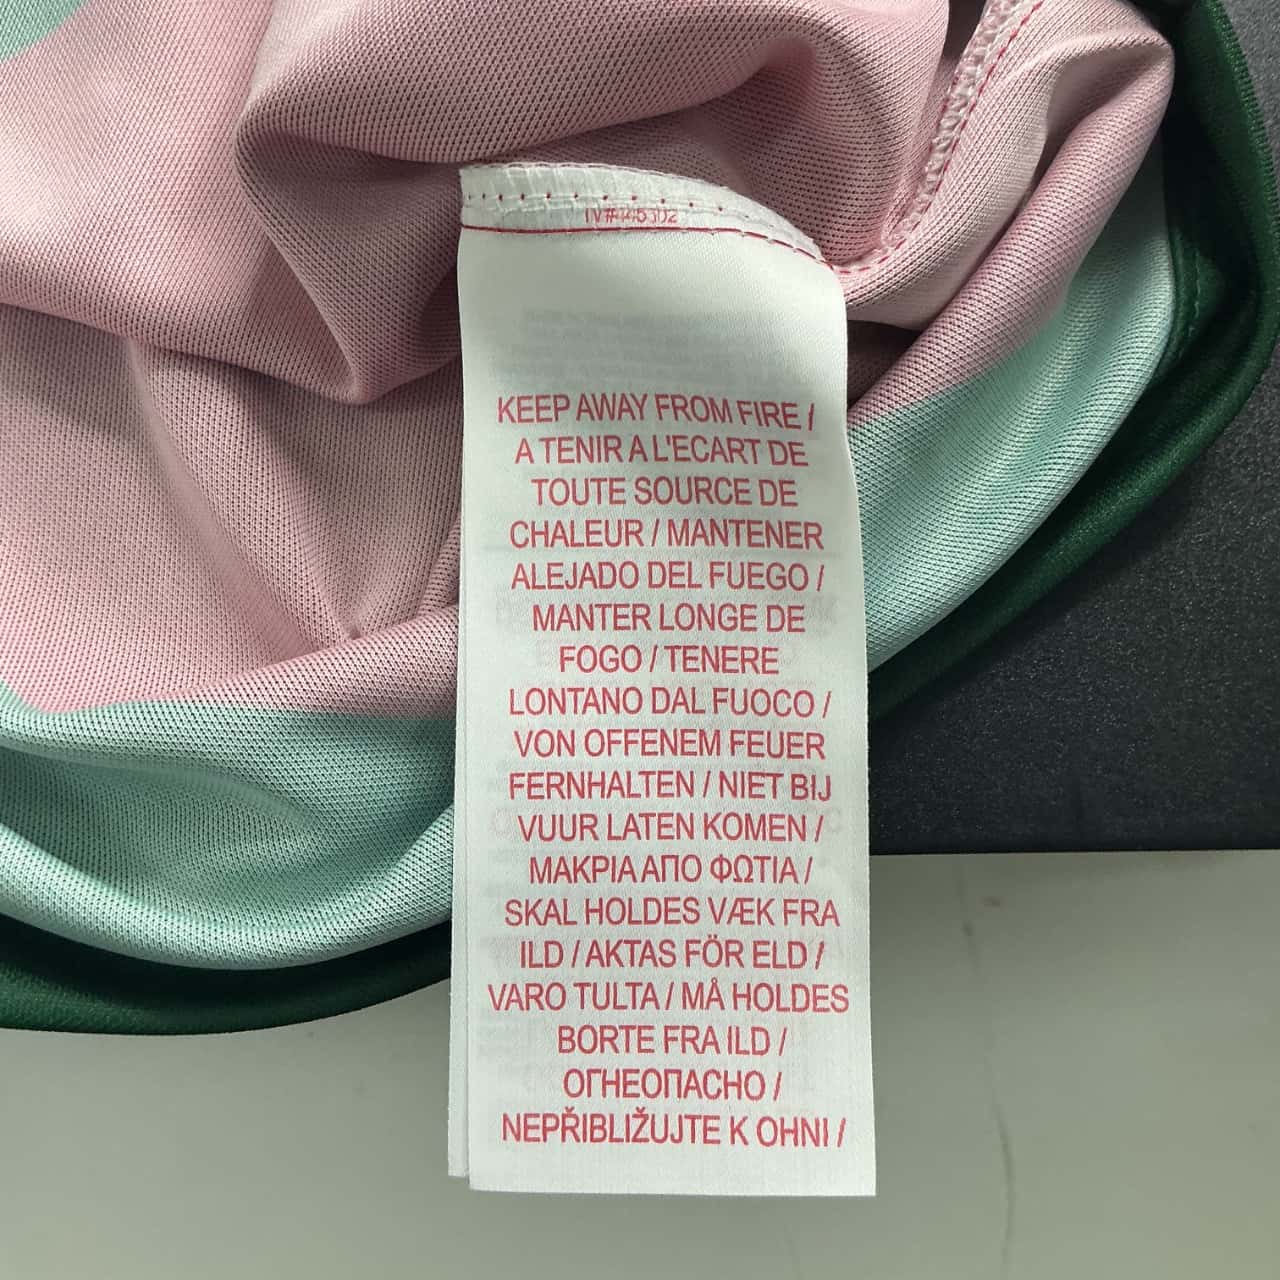 KEEP AWAY FROM FIRE /
A TENIR A L'ECART DE
TOUTE SOURCE DE
CHALEUR / MANTENER
ALEJADO DEL FUEGO /
MANTER LONGE DE
FOGO / TENERE
LONTANO DAL FUOCO /
VON OFFENEM FEUER
FERNHALTEN / NIET BIJ
VUUR LATEN KOMEN /
ΜΑΚΡΙΑ ΑΠΟ ΦΩΤΙΑ /
SKAL HOLDES VÆK FRA
ILD / AKTAS FÖR ELD /
VARO TULTA / MÅ HOLDES
BORTE FRA ILD /
ОГНЕОПАСНО /
NEPŘIBLIŽUJTE K OHNI /